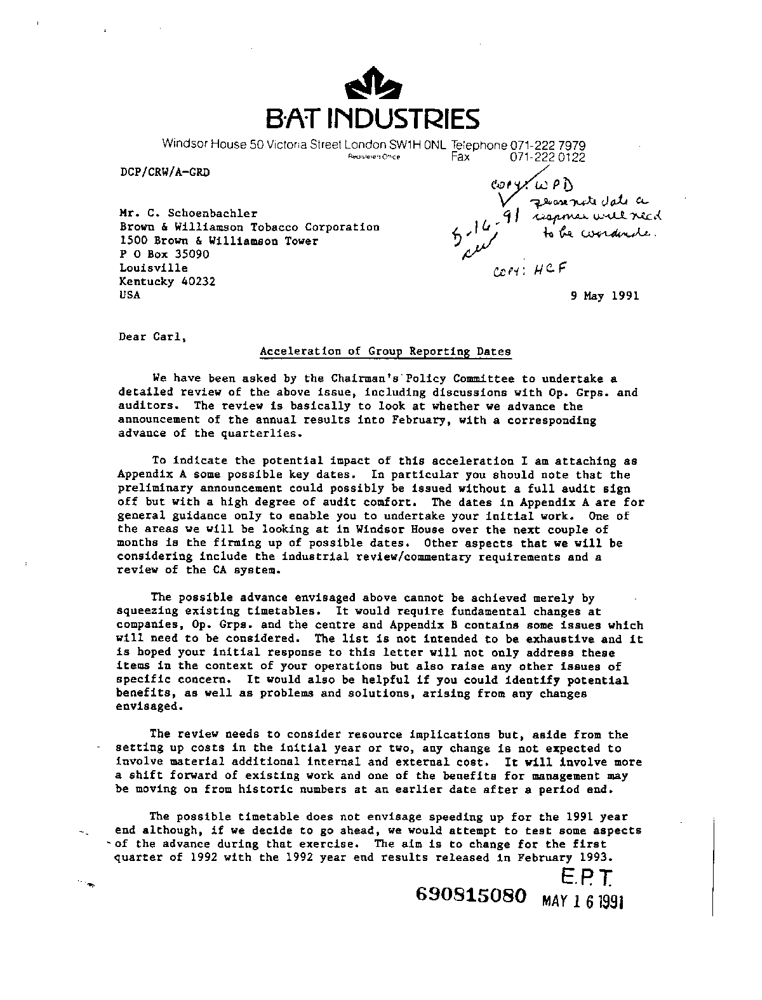 B·A·T INDUSTRIES
Windsor House 50 Victoria Street London SW1H 0NL Telephone 071-222 7979
Registered Office Fax 071-222 0122
DCP/CRW/A-GRD
COPY: WPD
please note date a
response will need
to be coordinate.
5-16-91
COPY: HCF
Mr. C. Schoenbachler
Brown & Williamson Tobacco Corporation
1500 Brown & Williamson Tower
P O Box 35090
Louisville
Kentucky 40232
USA
9 May 1991
Dear Carl,
Acceleration of Group Reporting Dates
We have been asked by the Chairman's Policy Committee to undertake a
detailed review of the above issue, including discussions with Op. Grps. and
auditors. The review is basically to look at whether we advance the
announcement of the annual results into February, with a corresponding
advance of the quarterlies.
To indicate the potential impact of this acceleration I am attaching as
Appendix A some possible key dates. In particular you should note that the
preliminary announcement could possibly be issued without a full audit sign
off but with a high degree of audit comfort. The dates in Appendix A are for
general guidance only to enable you to undertake your initial work. One of
the areas we will be looking at in Windsor House over the next couple of
months is the firming up of possible dates. Other aspects that we will be
considering include the industrial review/commentary requirements and a
review of the CA system.
The possible advance envisaged above cannot be achieved merely by
squeezing existing timetables. It would require fundamental changes at
companies, Op. Grps. and the centre and Appendix B contains some issues which
will need to be considered. The list is not intended to be exhaustive and it
is hoped your initial response to this letter will not only address these
items in the context of your operations but also raise any other issues of
specific concern. It would also be helpful if you could identify potential
benefits, as well as problems and solutions, arising from any changes
envisaged.
The review needs to consider resource implications but, aside from the
setting up costs in the initial year or two, any change is not expected to
involve material additional internal and external cost. It will involve more
a shift forward of existing work and one of the benefits for management may
be moving on from historic numbers at an earlier date after a period end.
The possible timetable does not envisage speeding up for the 1991 year
end although, if we decide to go ahead, we would attempt to test some aspects
of the advance during that exercise. The aim is to change for the first
quarter of 1992 with the 1992 year end results released in February 1993.
E.P.T.
690815080 MAY 16 1991